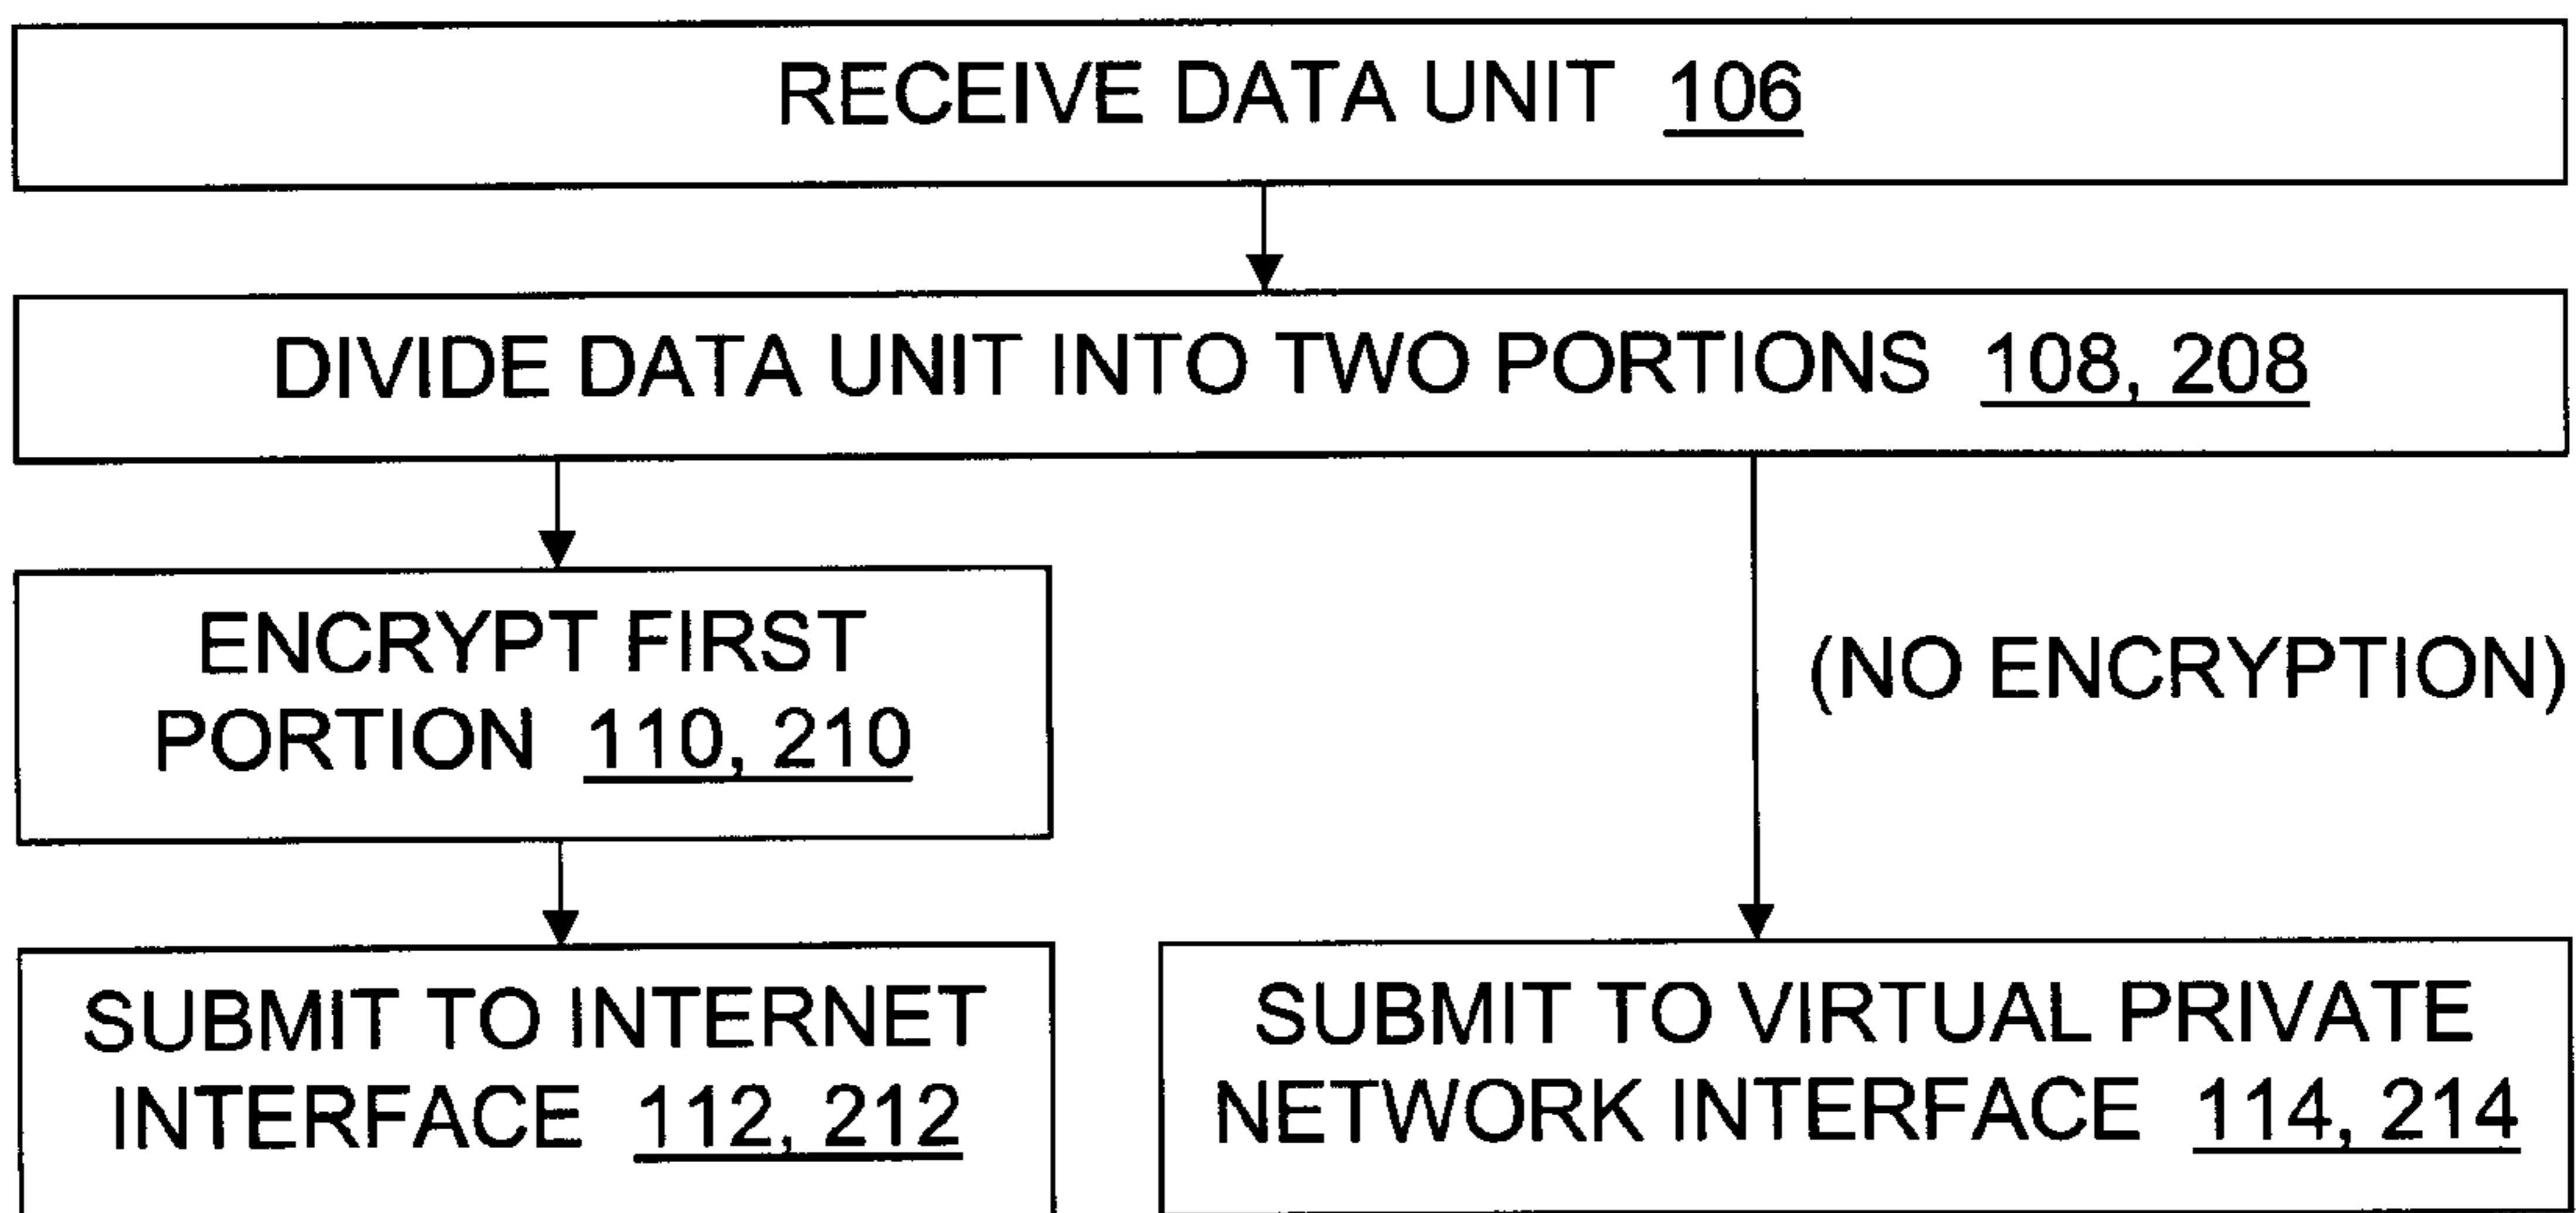 RECEIVE DATA UNIT 106
DIVIDE DATA UNIT INTO TWO PORTIONS 108, 208
ENCRYPT FIRST
PORTION 110, 210
(NO ENCRYPTION)
SUBMIT TO INTERNET
INTERFACE 112, 212
SUBMIT TO VIRTUAL PRIVATE
NETWORK INTERFACE 114, 214